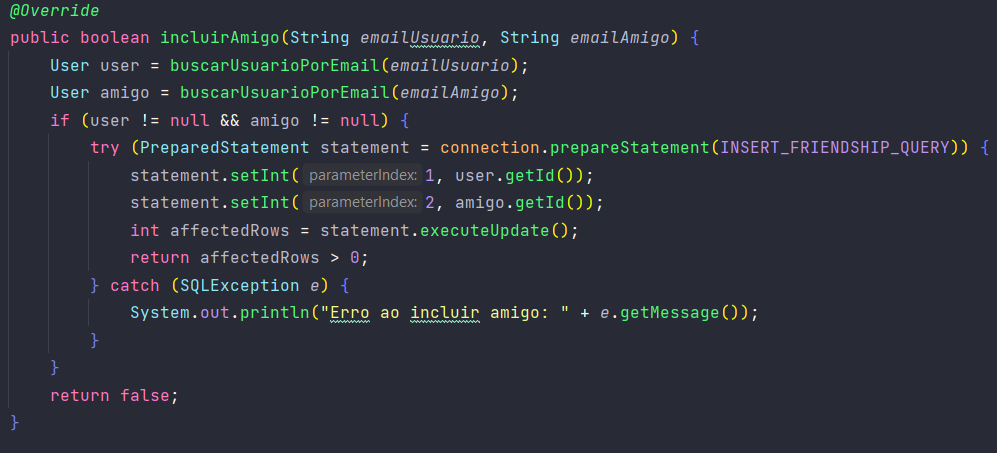 @Override
public boolean incluirAmigo(String emailUsuario, String emailAmigo) {
    User user = buscarUsuarioPorEmail(emailUsuario);
    User amigo = buscarUsuarioPorEmail(emailAmigo);
    if (user != null && amigo != null) {
        try (PreparedStatement statement = connection.prepareStatement(INSERT_FRIENDSHIP_QUERY)) {
            statement.setInt( parameterIndex: 1, user.getId());
            statement.setInt( parameterIndex: 2, amigo.getId());
            int affectedRows = statement.executeUpdate();
            return affectedRows > 0;
        } catch (SQLException e) {
            System.out.println("Erro ao incluir amigo: " + e.getMessage());
        }
    }
    return false;
}